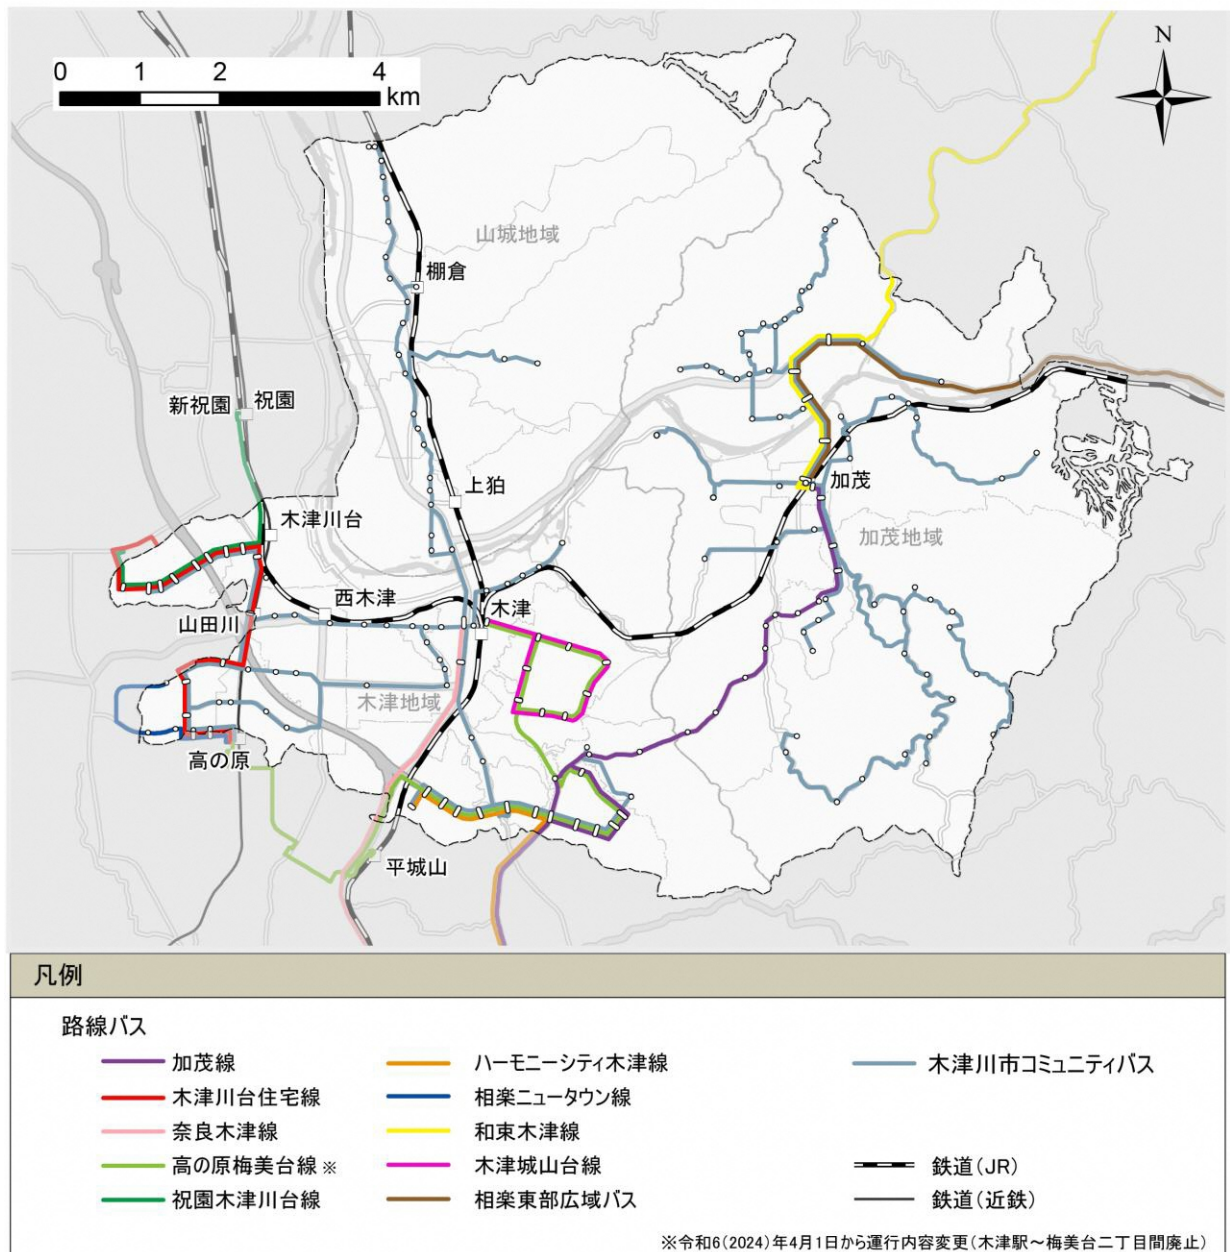 N
0 1 2 4
km
山城地域
棚倉
新祝園
祝園
上狛
加茂
木津川台
加茂地域
西木津
木津
山田川
木津地域
高の原
平城山
凡例
路線バス
加茂線
ハーモニーシティ木津線
木津川市コミュニティバス
木津川台住宅線
相楽ニュータウン線
奈良木津線
和束木津線
高の原梅美台線※
木津城山台線
鉄道(JR)
祝園木津川台線
相楽東部広域バス
鉄道(近鉄)
※令和6(2024)年4月1日から運行内容変更(木津駅~梅美台二丁目間廃止)